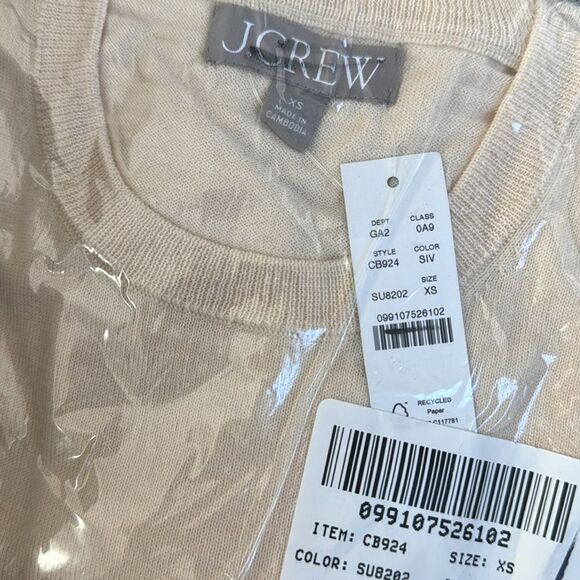 J.CREW
XS
MADE IN
CAMBODIA
DEPT CLASS
GA2 0A9
STYLE COLOR
CB924 SIV
SIZE
SU8202 XS
099107526102
RECYCLED
Paper
C117781
099107526102
ITEM: CB924 SIZE: XS
COLOR: SU8202